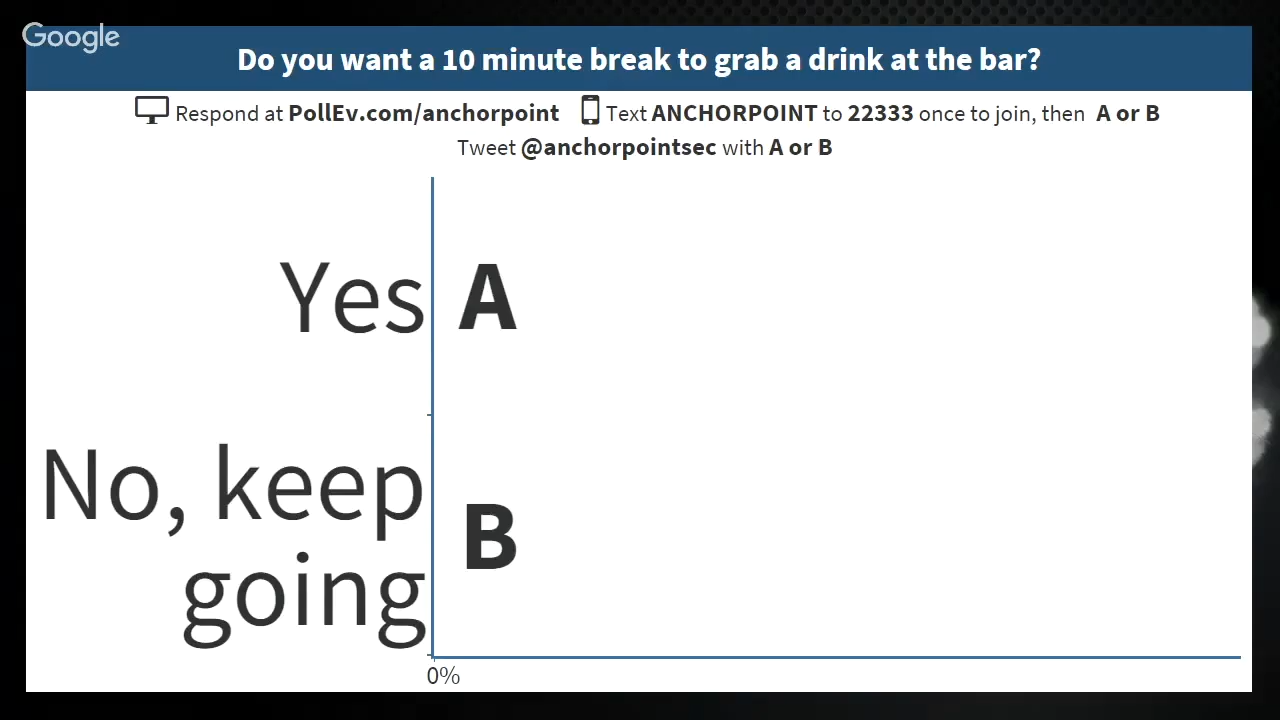 Google
Do you want a 10 minute break to grab a drink at the bar?
Respond at PollEv.com/anchorpoint Text ANCHORPOINT to 22333 once to join, then A or B
Tweet @anchorpointsec with A or B
Yes A
No, keep
going B
0%